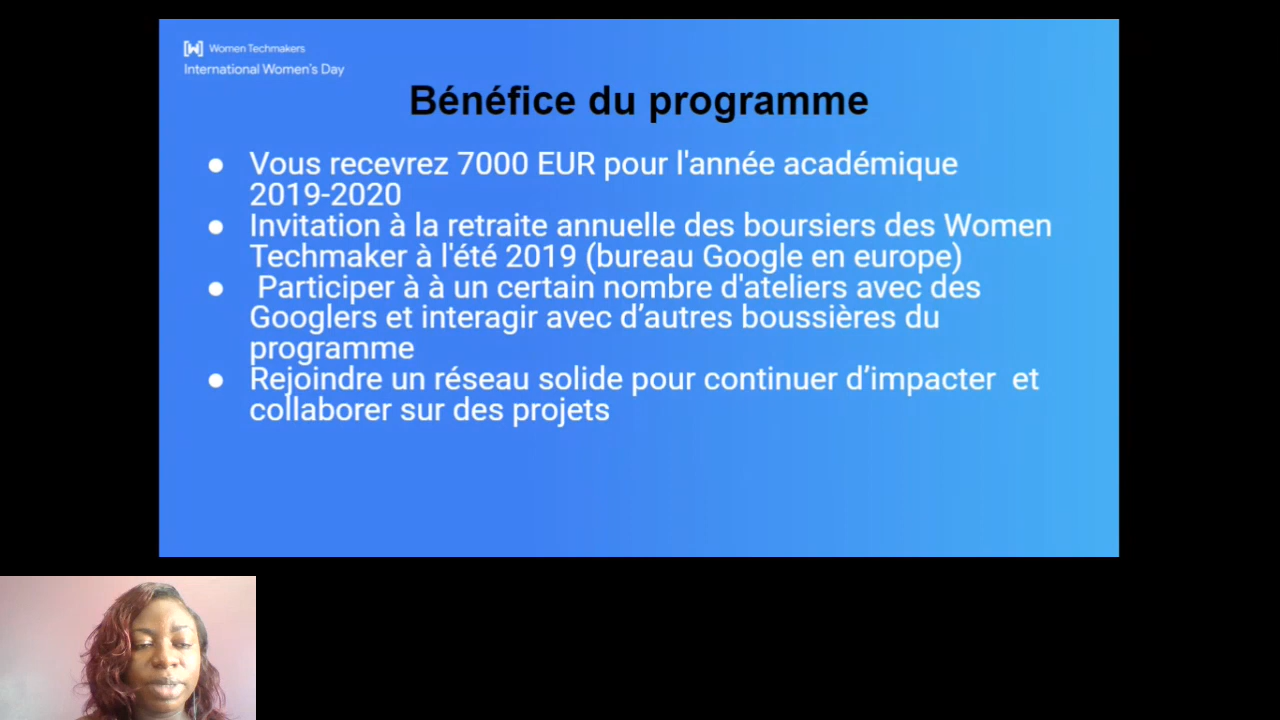 [W] Women Techmakers
International Women's Day
Bénéfice du programme
● Vous recevrez 7000 EUR pour l'année académique
2019-2020
● Invitation à la retraite annuelle des boursiers des Women
Techmaker à l'été 2019 (bureau Google en europe)
● Participer à à un certain nombre d'ateliers avec des
Googlers et interagir avec d’autres boussières du
programme
● Rejoindre un réseau solide pour continuer d’impacter et
collaborer sur des projets